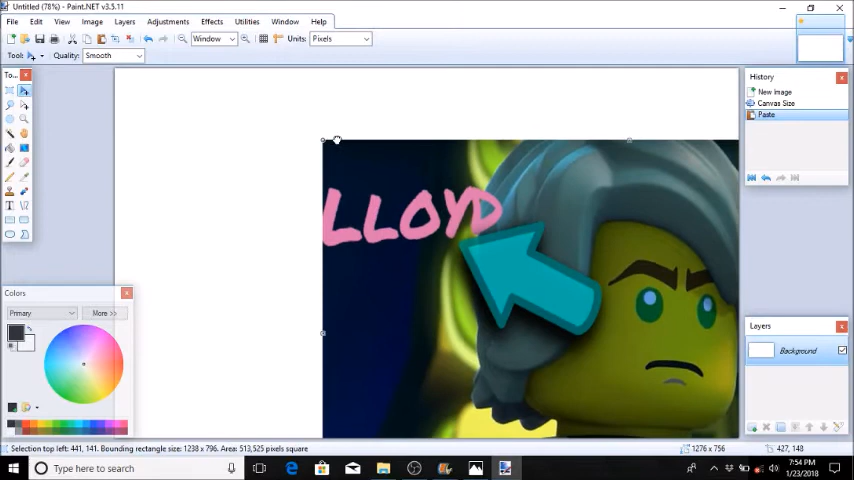 Untitled (78%) - Paint.NET v3.5.11
File Edit View Image Layers Adjustments Effects Utilities Window Help
Window Units: Pixels
Tool: Quality: Smooth
To...
History
New Image
Canvas Size
Paste
LLOYD
Colors
Primary More >>
Layers
Background
Selection top left: 441, 141. Bounding rectangle size: 1238 x 796. Area: 513,525 pixels square
1276 x 756
427, 148
Type here to search
7:54 PM
1/23/2018